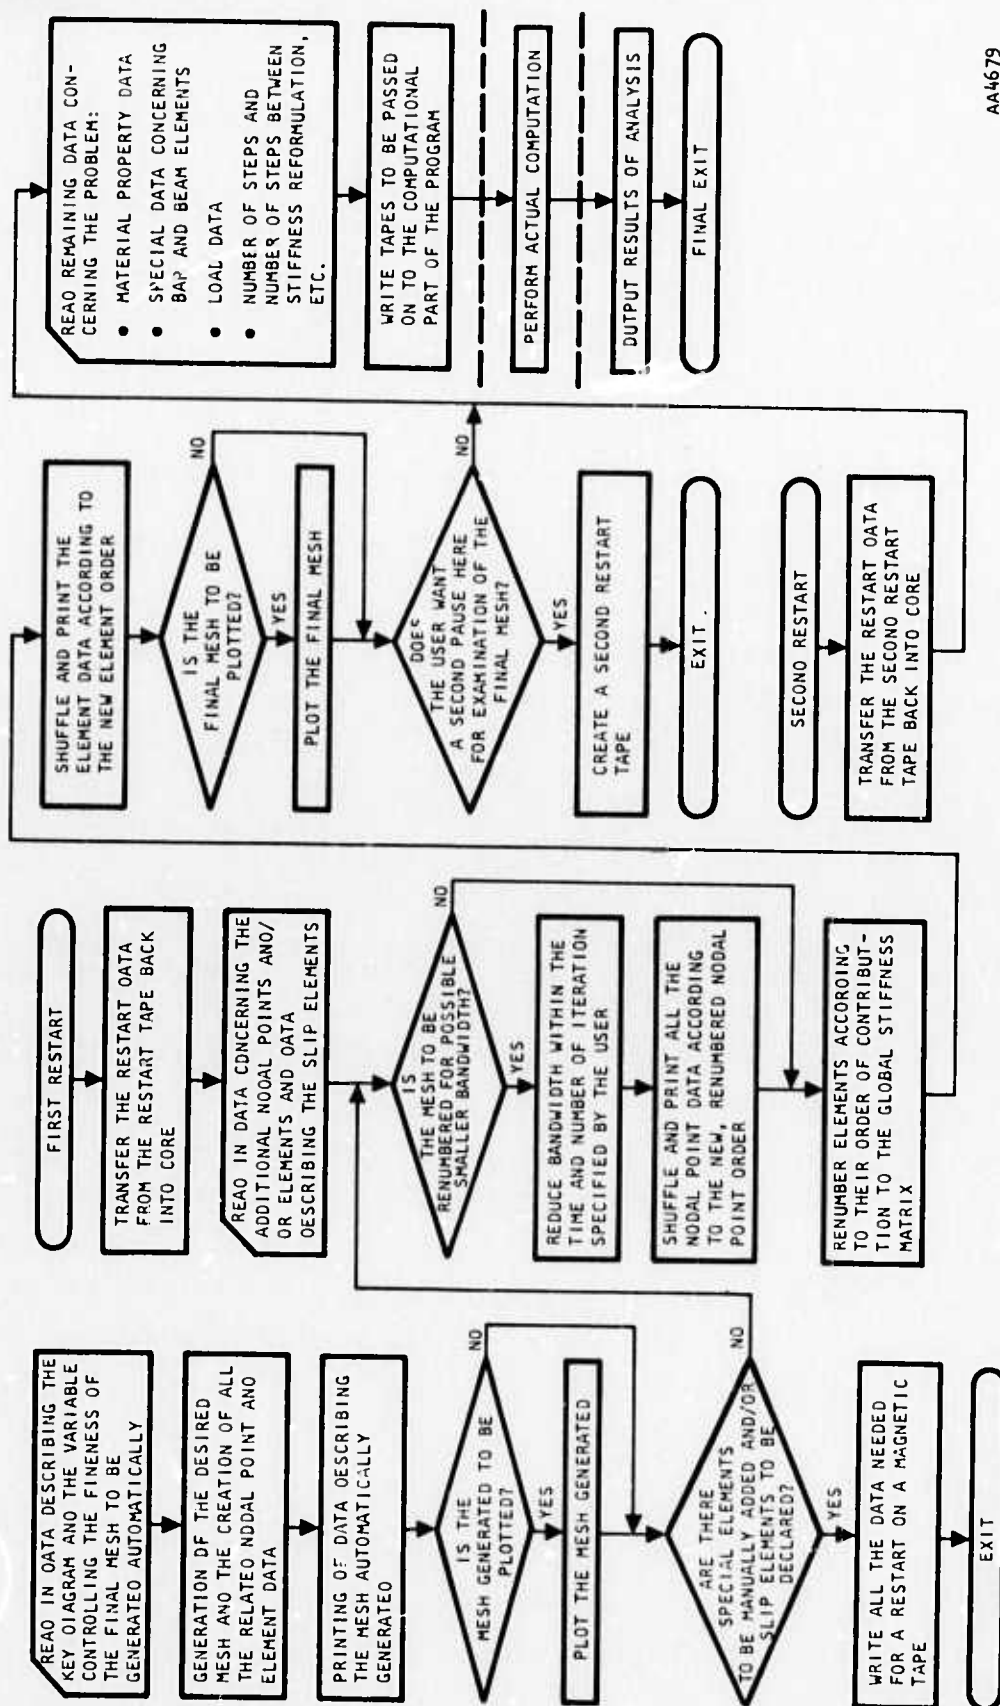 READ IN DATA DESCRIBING THE
KEY DIAGRAM AND THE VARIABLE
CONTROLLING THE FINENESS OF
THE FINAL MESH TO BE
GENERATED AUTOMATICALLY
GENERATION OF THE DESIRED
MESH AND THE CREATION OF ALL
THE RELATED NODAL POINT AND
ELEMENT DATA
PRINTING OF DATA DESCRIBING
THE MESH AUTOMATICALLY
GENERATED
IS THE
MESH GENERATED TO BE
PLOTTED?
NO
YES
PLOT THE MESH GENERATED
ARE THERE
SPECIAL ELEMENTS
TO BE MANUALLY ADDED AND/OR
SLIP ELEMENTS TO BE
DECLARED?
NO
YES
WRITE ALL THE DATA NEEDED
FOR A RESTART ON A MAGNETIC
TAPE
EXIT
FIRST RESTART
TRANSFER THE RESTART DATA
FROM THE RESTART TAPE BACK
INTO CORE
READ IN DATA CONCERNING THE
ADDITIONAL NODAL POINTS AND/
OR ELEMENTS AND DATA
DESCRIBING THE SLIP ELEMENTS
IS
THE MESH TO BE
RENUMBERED FOR POSSIBLE
SMALLER BANDWIDTH?
NO
YES
REDUCE BANDWIDTH WITHIN THE
TIME AND NUMBER OF ITERATION
SPECIFIED BY THE USER
SHUFFLE AND PRINT ALL THE
NODAL POINT DATA ACCORDING
TO THE NEW, RENUMBERED NODAL
POINT ORDER
RENUMBER ELEMENTS ACCORDING
TO THEIR ORDER OF CONTRIBUT-
TION TO THE GLOBAL STIFFNESS
MATRIX
SHUFFLE AND PRINT THE
ELEMENT DATA ACCORDING TO
THE NEW ELEMENT ORDER
IS THE
FINAL MESH TO BE
PLOTTED?
NO
YES
PLOT THE FINAL MESH
DOES
THE USER WANT
A SECOND PAUSE HERE
FOR EXAMINATION OF THE
FINAL MESH?
NO
YES
CREATE A SECOND RESTART
TAPE
EXIT.
SECOND RESTART
TRANSFER THE RESTART DATA
FROM THE SECOND RESTART
TAPE BACK INTO CORE
READ REMAINING DATA CON-
CERNING THE PROBLEM:
● MATERIAL PROPERTY DATA
● SPECIAL DATA CONCERNING
BAR AND BEAM ELEMENTS
● LOAD DATA
● NUMBER OF STEPS AND
NUMBER OF STEPS BETWEEN
STIFFNESS REFORMULATION,
ETC.
WRITE TAPES TO BE PASSED
ON TO THE COMPUTATIONAL
PART OF THE PROGRAM
PERFORM ACTUAL COMPUTATION
OUTPUT RESULTS OF ANALYSIS
FINAL EXIT
AA4679